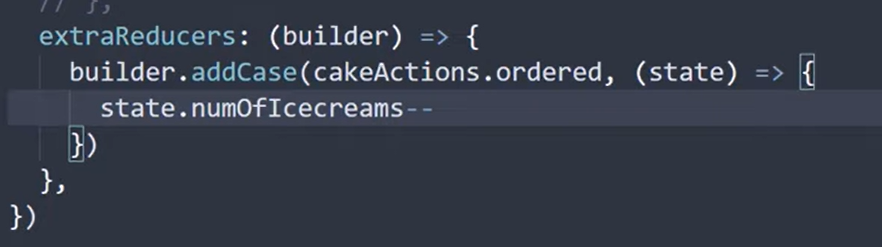 // },
extraReducers: (builder) => {
builder.addCase(cakeActions.ordered, (state) => {
state.numOfIcecreams--
})
},
})